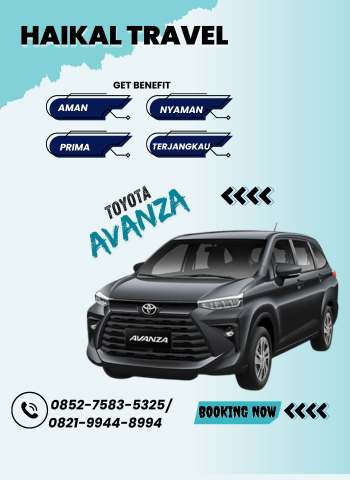 HAIKAL TRAVEL
GET BENEFIT
AMAN
NYAMAN
PRIMA
TERJANGKAU
TOYOTA
AVANZA
AVANZA
0852-7583-5325/
0821-9944-8994
BOOKING NOW